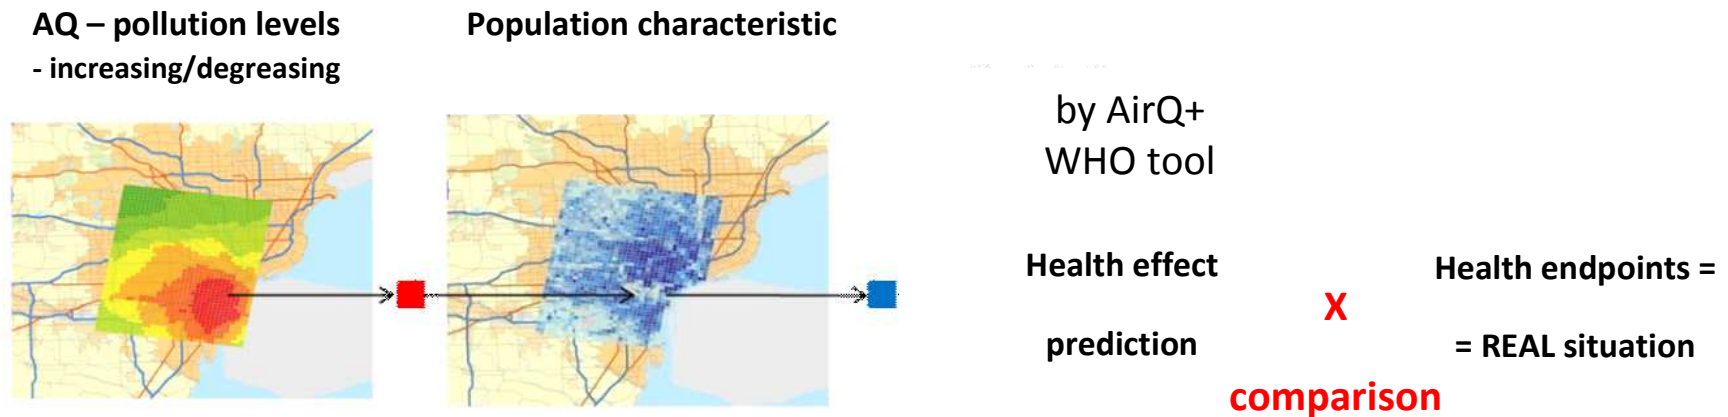 AQ – pollution levels
- increasing/degreasing
Population characteristic
by AirQ+
WHO tool
Health effect
prediction
X
comparison
Health endpoints =
= REAL situation